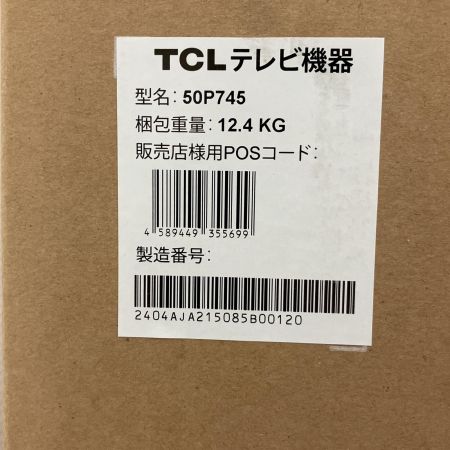 TCLテレビ機器
型名: 50P745
梱包重量: 12.4 KG
販売店様用POSコード:
4 589449 355699
製造番号:
2404AJA215085B00120